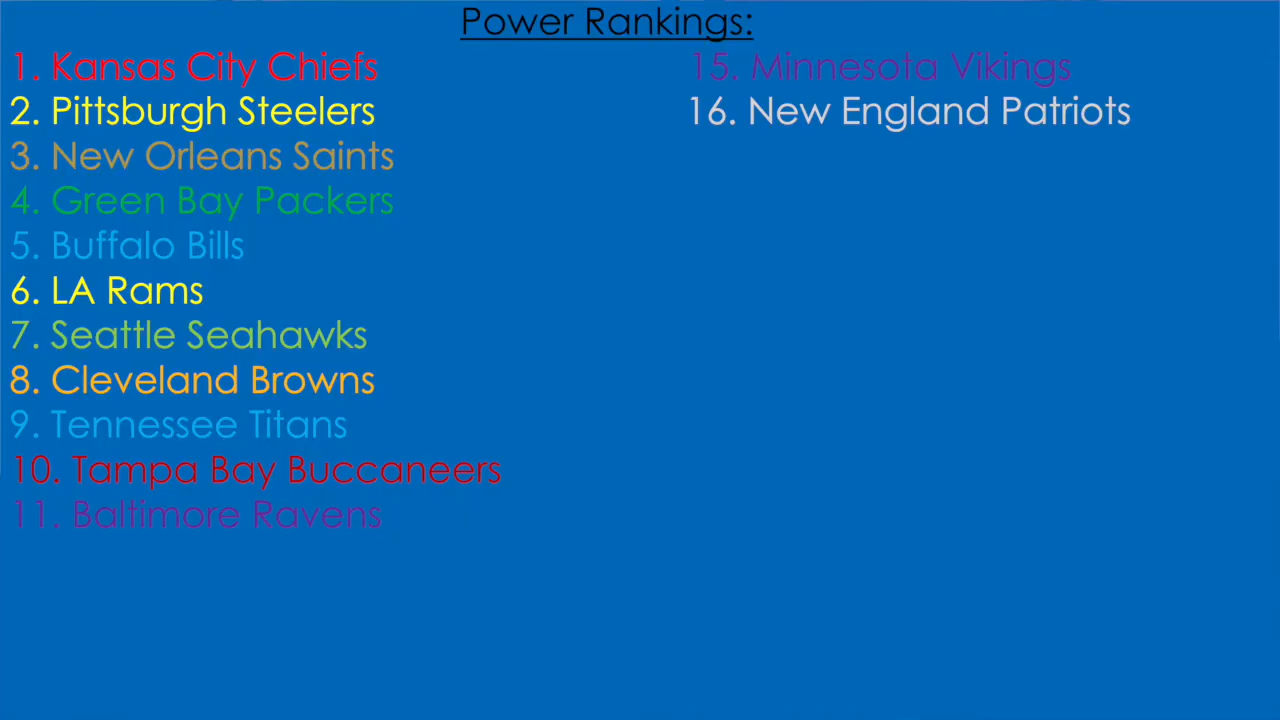 Power Rankings:
1. Kansas City Chiefs
2. Pittsburgh Steelers
3. New Orleans Saints
4. Green Bay Packers
5. Buffalo Bills
6. LA Rams
7. Seattle Seahawks
8. Cleveland Browns
9. Tennessee Titans
10. Tampa Bay Buccaneers
11. Baltimore Ravens
15. Minnesota Vikings
16. New England Patriots